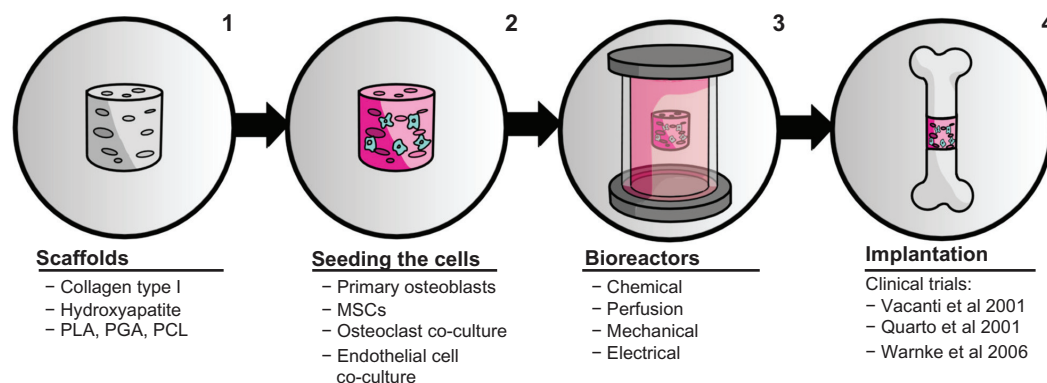 1
Scaffolds
− Collagen type I
− Hydroxyapatite
− PLA, PGA, PCL
2
Seeding the cells
− Primary osteoblasts
− MSCs
− Osteoclast co-culture
− Endothelial cell
co-culture
3
Bioreactors
− Chemical
− Perfusion
− Mechanical
− Electrical
4
Implantation
Clinical trials:
− Vacanti et al 2001
− Quarto et al 2001
− Warnke et al 2006